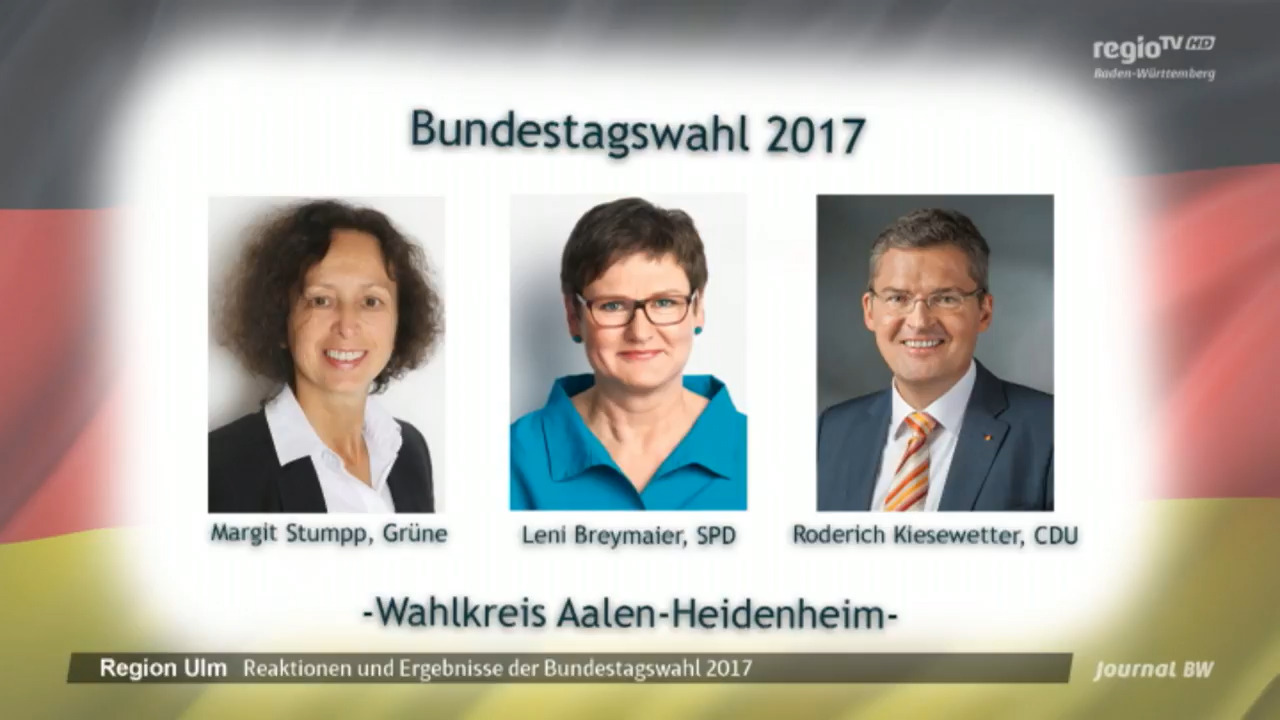 regioTV HD
Baden-Württemberg
Bundestagswahl 2017
Margit Stumpp, Grüne
Leni Breymaier, SPD
Roderich Kiesewetter, CDU
-Wahlkreis Aalen-Heidenheim-
Region Ulm Reaktionen und Ergebnisse der Bundestagswahl 2017
Journal BW